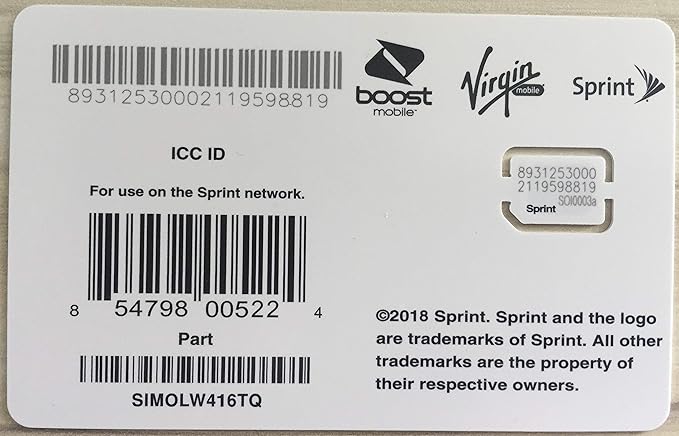 89312530002119598819
boost
mobile
Virgin
mobile
Sprint
ICC ID
For use on the Sprint network.
8 54798 00522 4
Part
SIMOLW416TQ
8931253000
2119598819
SOI0003a
Sprint
©2018 Sprint. Sprint and the logo
are trademarks of Sprint. All other
trademarks are the property of
their respective owners.